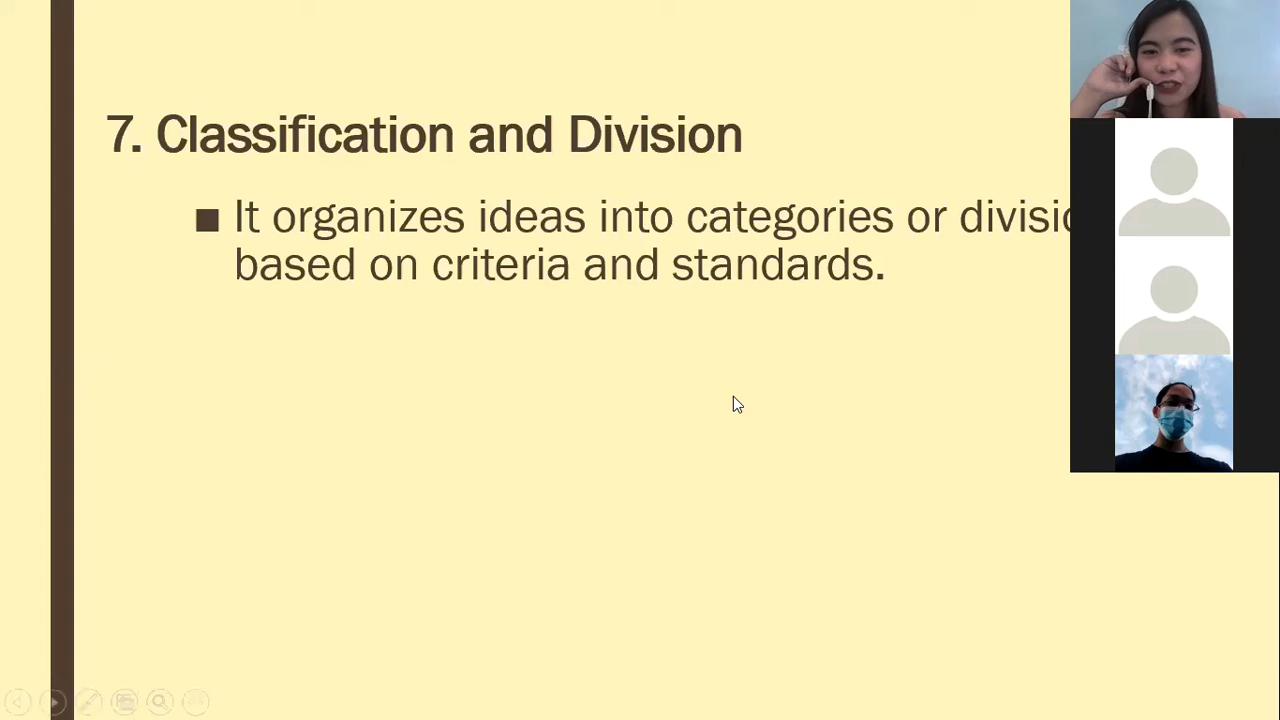 7. Classification and Division
■ It organizes ideas into categories or
based on criteria and standards.